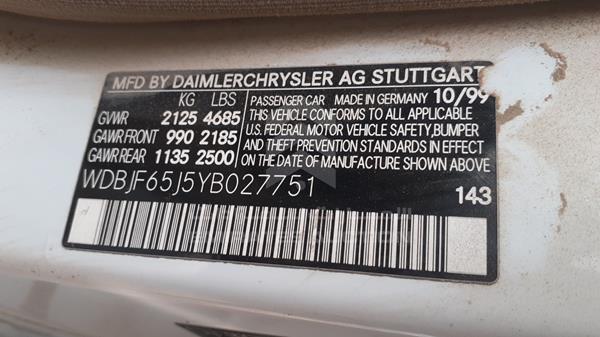 MFD BY DAIMLERCHRYSLER AG STUTTGART
KG LBS
GVWR 2125 4685
GAWR FRONT 990 2185
GAWR REAR 1135 2500
PASSENGER CAR MADE IN GERMANY 10/99
THIS VEHICLE CONFORMS TO ALL APPLICABLE
U.S. FEDERAL MOTOR VEHICLE SAFETY, BUMPER
AND THEFT PREVENTION STANDARDS IN EFFECT
ON THE DATE OF MANUFACTURE SHOWN ABOVE
WDBJF65J5YB027751
143